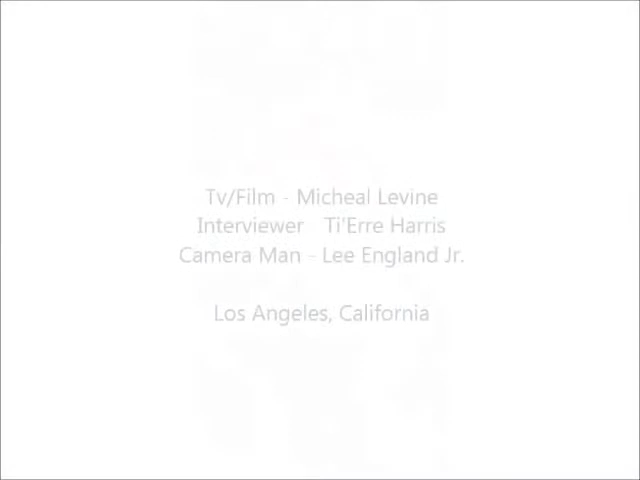 Tv/Film - Micheal Levine
Interviewer  Ti'Erre Harris
Camera Man - Lee England Jr.
Los Angeles, California